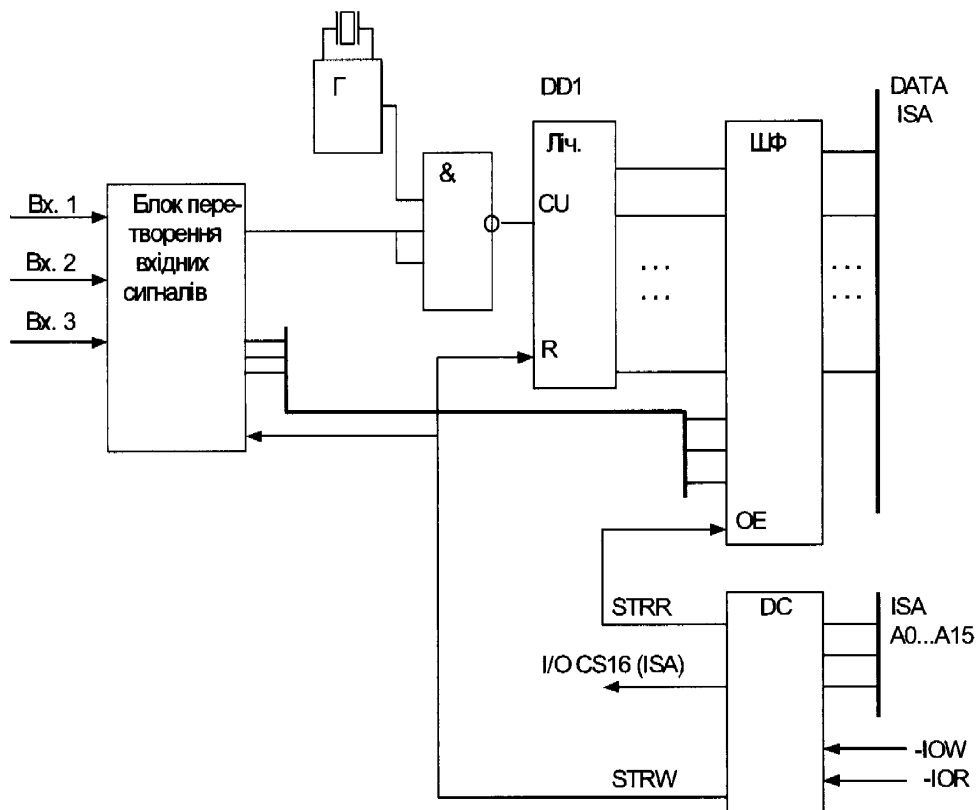 Г
DD1
DATA
ISA
&
Ліч.
ШФ
CU
Вх. 1
Блок пере-
творення
вхідних
сигналів
Вх. 2
Вх. 3
... ...
... ...
R
OE
STRR
DC
ISA
A0...A15
I/O CS16 (ISA)
-IOW
STRW
-IOR